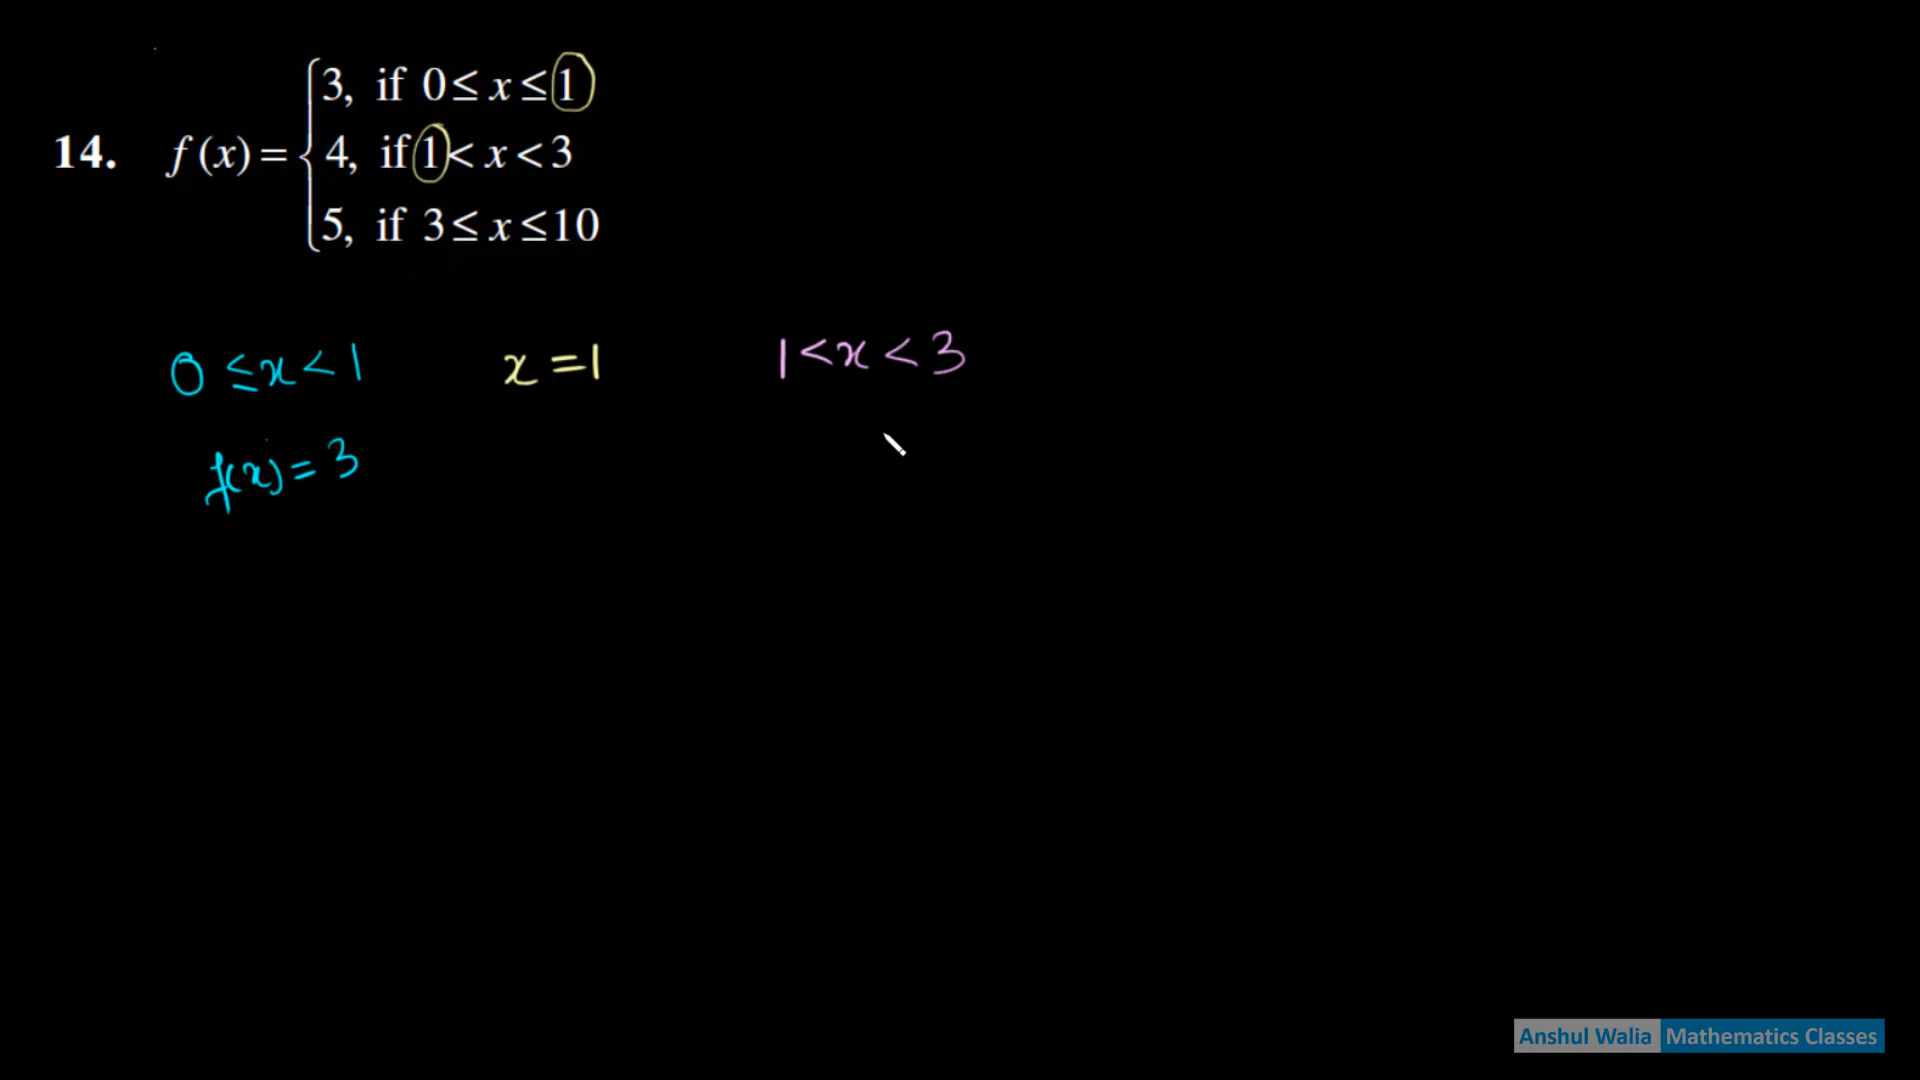 3, if 0 ≤ x ≤ 1
14. f(x) = { 4, if 1 < x < 3
5, if 3 ≤ x ≤ 10
0 ≤ x < 1 x = 1 1 < x < 3
f(x) = 3
Anshul Walia Mathematics Classes